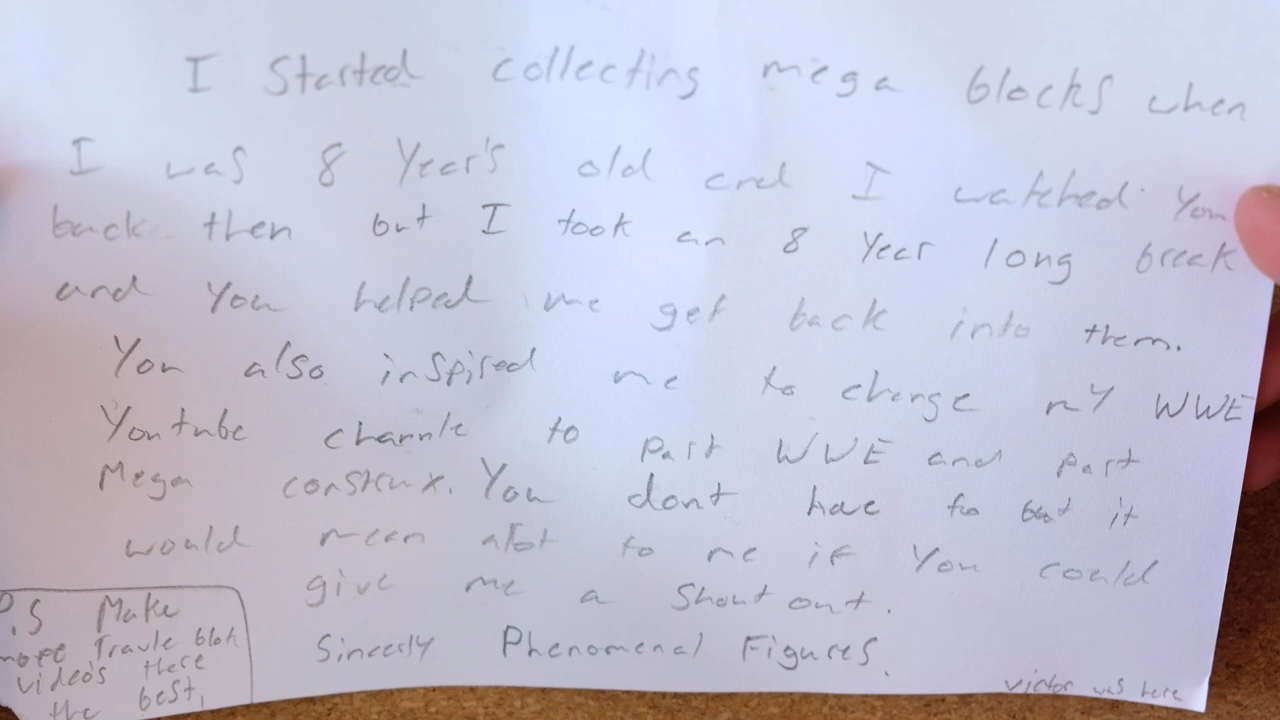 I Started collecting mega blocks when
I was 8 Year's old and I watched You
back then but I took an 8 Year long break
and You helped me get back into them.
You also inspired me to change mY WWE
Youtube channle to part WWE and part
Mega construx. You dont have to but it
would mean alot to me if You could
give me a Shout out.
Sincerly Phenomenal Figures.
P.S Make
more Travle blok
video's there
the best,
victor was here